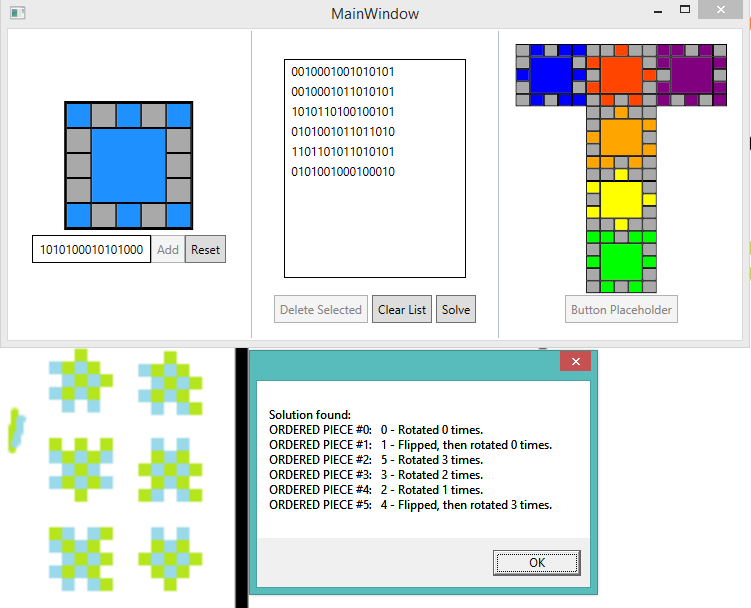 MainWindow
0010001001010101
0010001011010101
1010110100100101
0101001011011010
1101101011010101
0101001000100010
1010100010101000
Add
Reset
Delete Selected
Clear List
Solve
Button Placeholder
Solution found:
ORDERED PIECE #0: 0 - Rotated 0 times.
ORDERED PIECE #1: 1 - Flipped, then rotated 0 times.
ORDERED PIECE #2: 5 - Rotated 3 times.
ORDERED PIECE #3: 3 - Rotated 2 times.
ORDERED PIECE #4: 2 - Rotated 1 times.
ORDERED PIECE #5: 4 - Flipped, then rotated 3 times.
OK